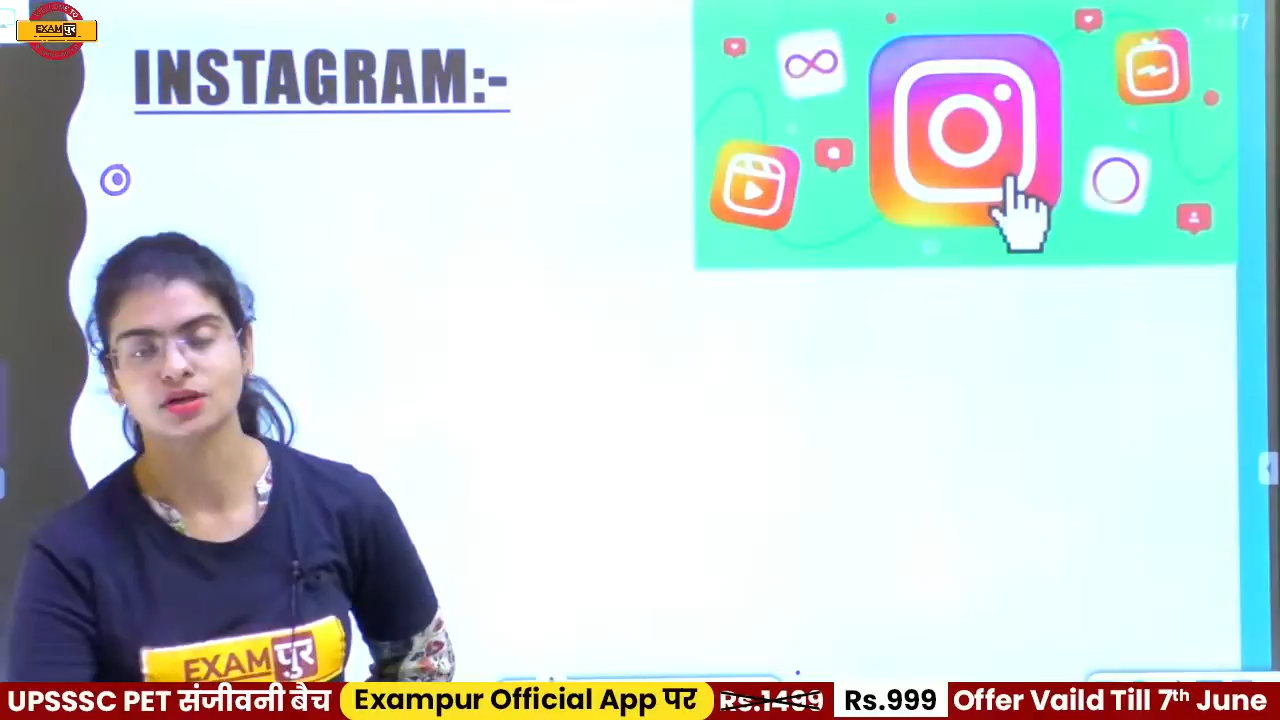 EXAMपुर
INSTAGRAM:-
EXAMपुर
UPSSSC PET संजीवनी बैच Exampur Official App पर Rs.1499 Rs.999 Offer Vaild Till 7th June